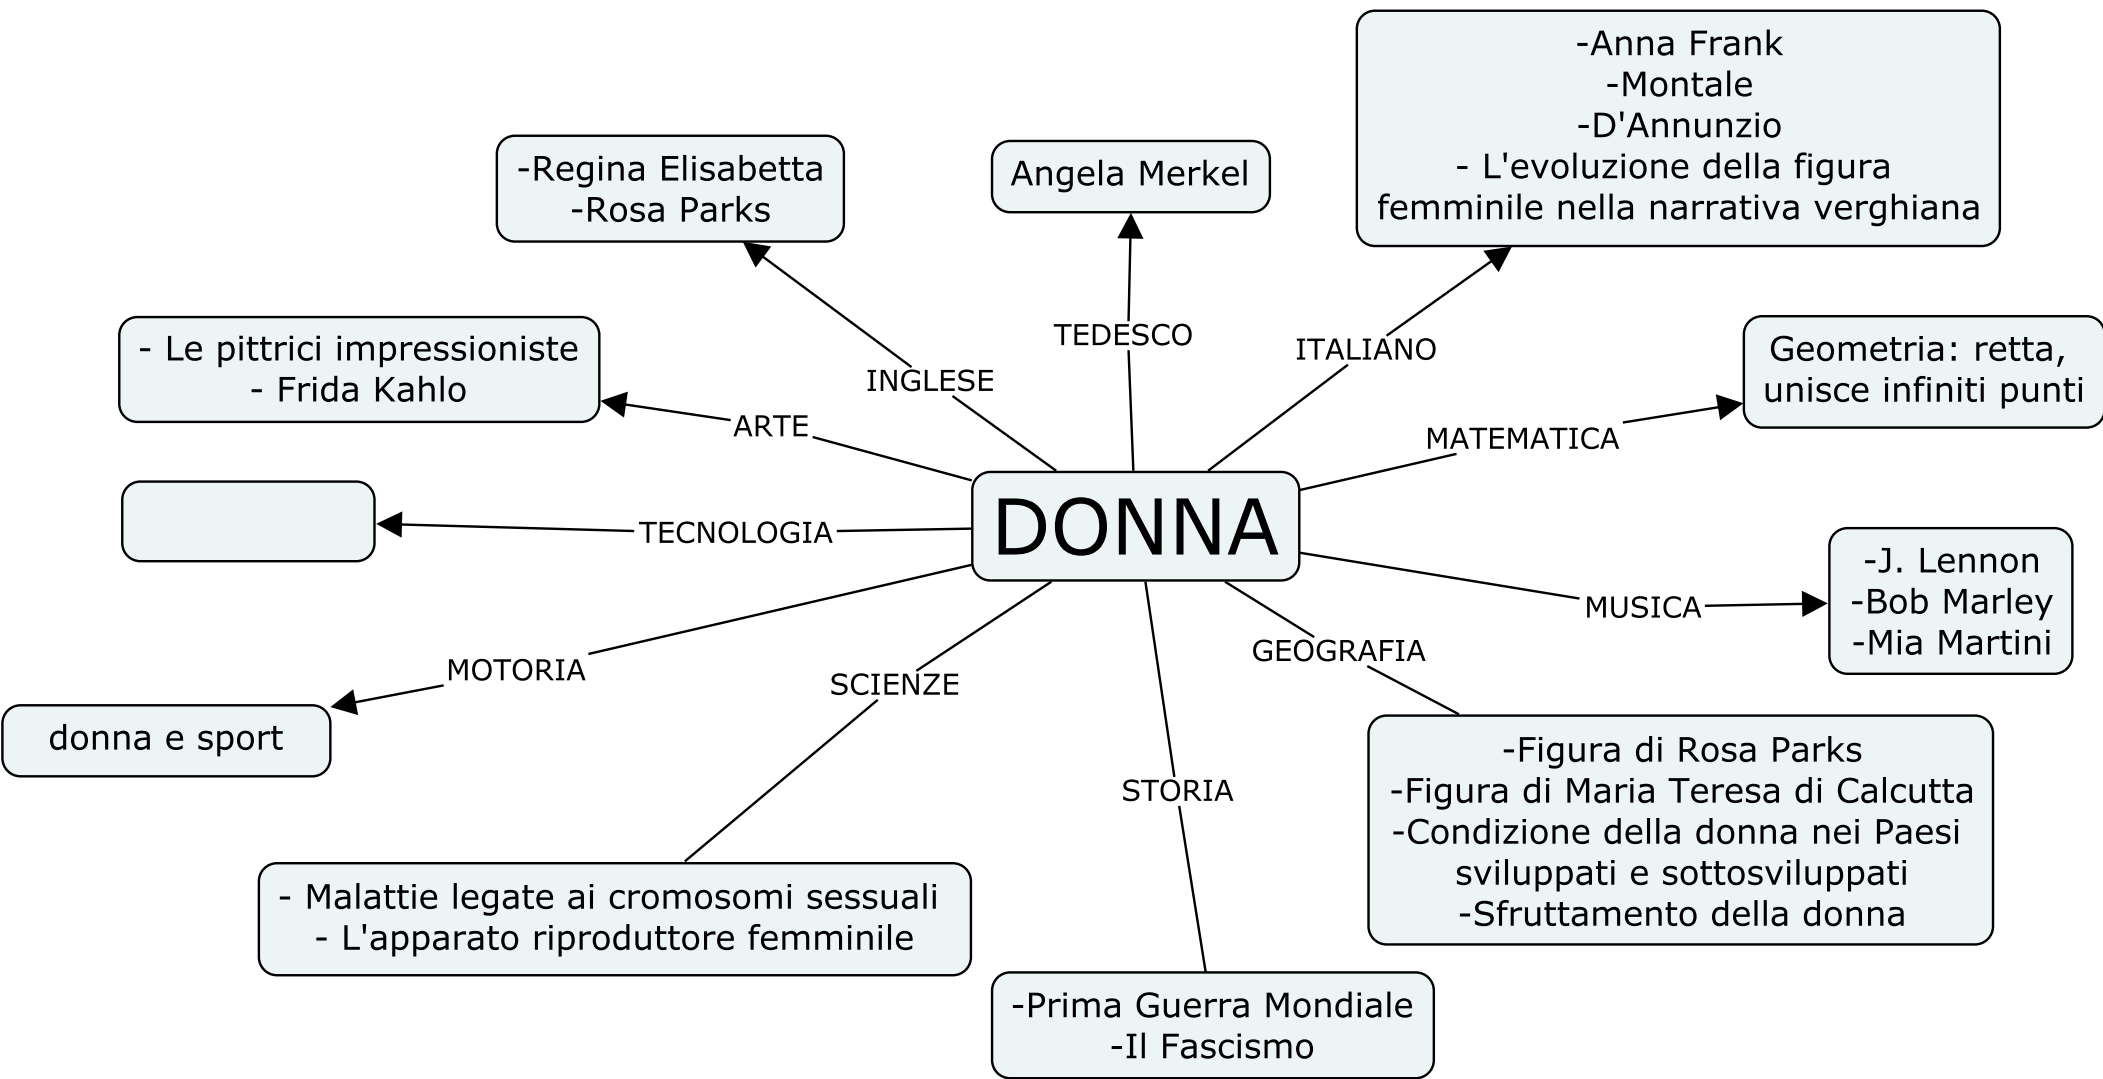 -Anna Frank
-Montale
-D'Annunzio
- L'evoluzione della figura
femminile nella narrativa verghiana
-Regina Elisabetta
-Rosa Parks
Angela Merkel
TEDESCO
ITALIANO
INGLESE
- Le pittrici impressioniste
- Frida Kahlo
ARTE
Geometria: retta,
unisce infiniti punti
MATEMATICA
DONNA
TECNOLOGIA
-J. Lennon
-Bob Marley
-Mia Martini
MUSICA
GEOGRAFIA
MOTORIA
SCIENZE
donna e sport
STORIA
-Figura di Rosa Parks
-Figura di Maria Teresa di Calcutta
-Condizione della donna nei Paesi
sviluppati e sottosviluppati
-Sfruttamento della donna
- Malattie legate ai cromosomi sessuali
- L'apparato riproduttore femminile
-Prima Guerra Mondiale
-Il Fascismo